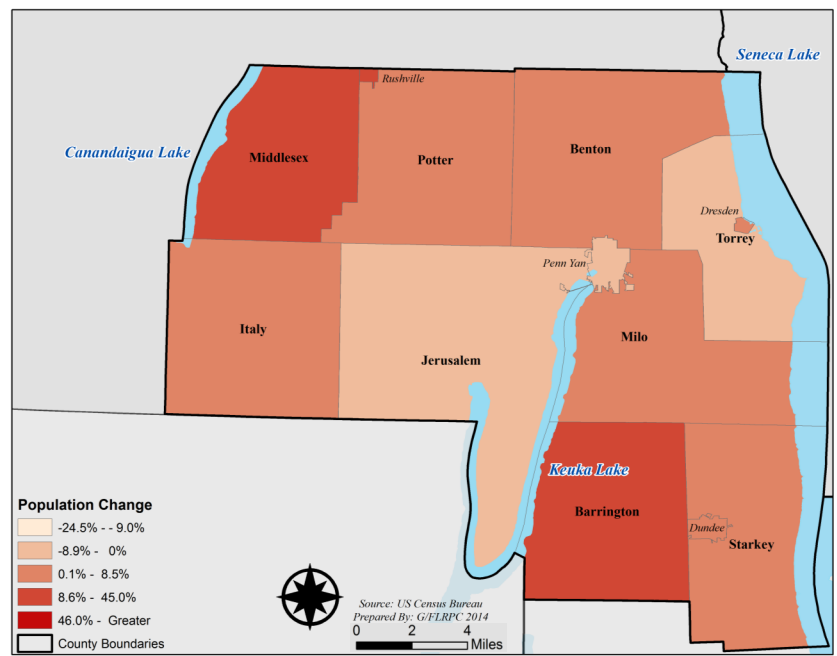 Seneca Lake
Rushville
Canandaigua Lake
Middlesex
Potter
Benton
Dresden
Torrey
Penn Yan
Italy
Jerusalem
Milo
Keuka Lake
Barrington
Dundee
Starkey
Population Change
-24.5% - - 9.0%
-8.9% - 0%
0.1% - 8.5%
8.6% - 45.0%
46.0% - Greater
County Boundaries
Source: US Census Bureau
Prepared By: G/FLRPC 2014
0 2 4
Miles